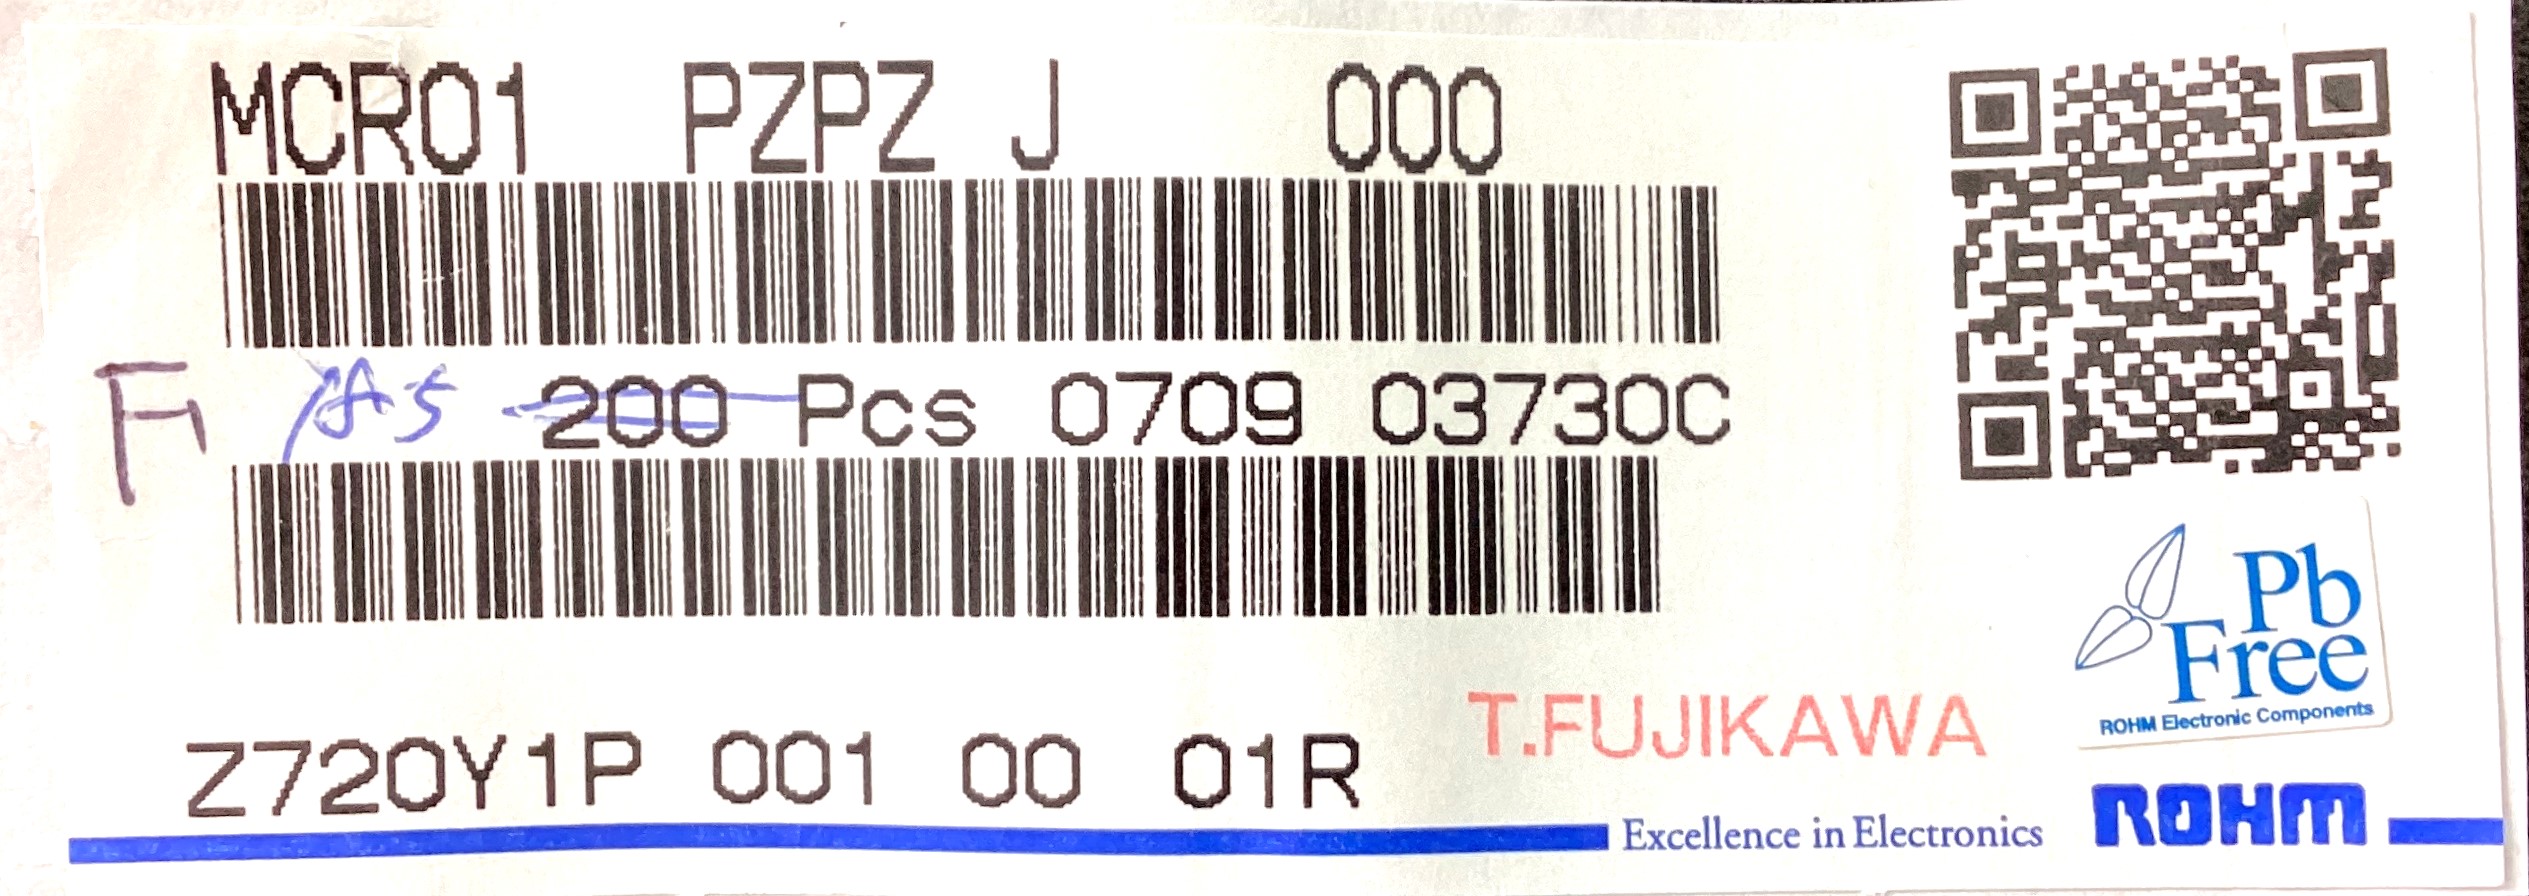 MCR01 PZPZ J 000
200 Pcs 0709 03730C
Pb
Free
ROHM Electronic Components
Z720Y1P 001 00 01R
T.FUJIKAWA
Excellence in Electronics
ROHM